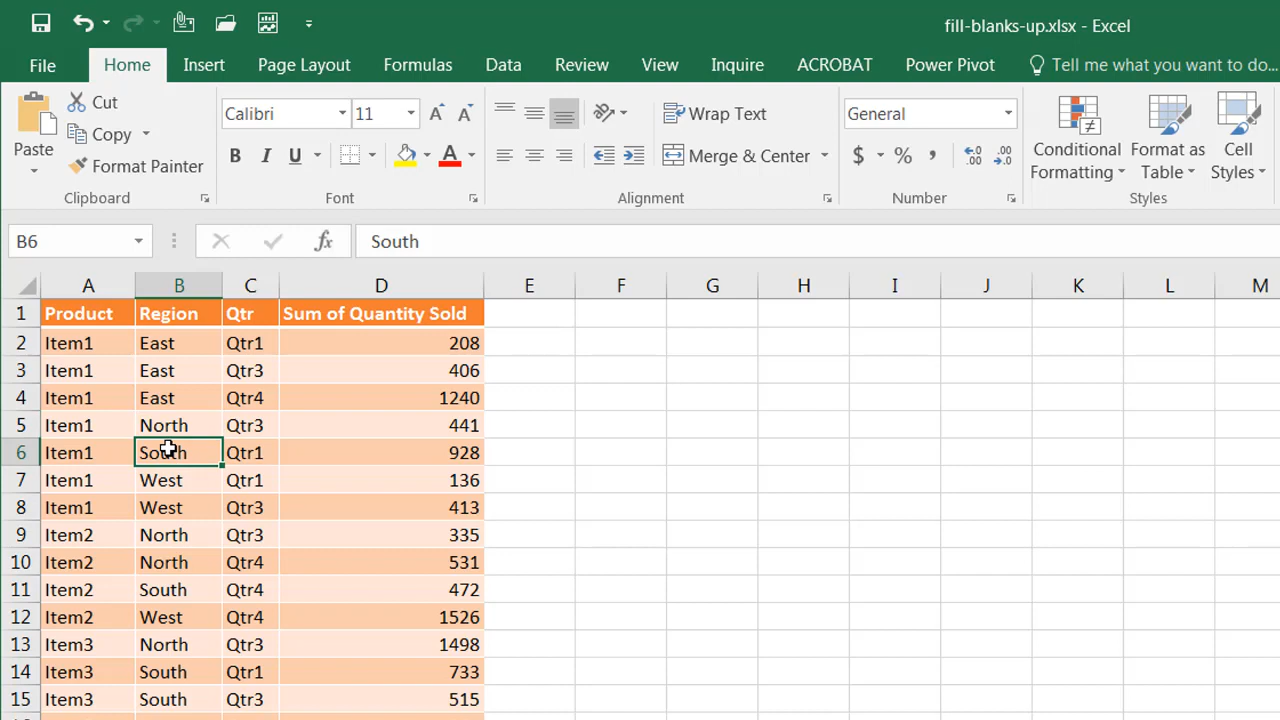 fill-blanks-up.xlsx - Excel
File Home Insert Page Layout Formulas Data Review View Inquire ACROBAT Power Pivot Tell me what you want to do...
Paste
Cut
Copy
Format Painter
Clipboard
Calibri 11
B I U A
Font
Wrap Text
Merge & Center
Alignment
General
$ % , .00
Number
Conditional Formatting
Format as Table
Cell Styles
Styles
B6 fx South
A B C D E F G H I J K L M
1 Product Region Qtr Sum of Quantity Sold
2 Item1 East Qtr1 208
3 Item1 East Qtr3 406
4 Item1 East Qtr4 1240
5 Item1 North Qtr3 441
6 Item1 South Qtr1 928
7 Item1 West Qtr1 136
8 Item1 West Qtr3 413
9 Item2 North Qtr3 335
10 Item2 North Qtr4 531
11 Item2 South Qtr4 472
12 Item2 West Qtr4 1526
13 Item3 North Qtr3 1498
14 Item3 South Qtr1 733
15 Item3 South Qtr3 515